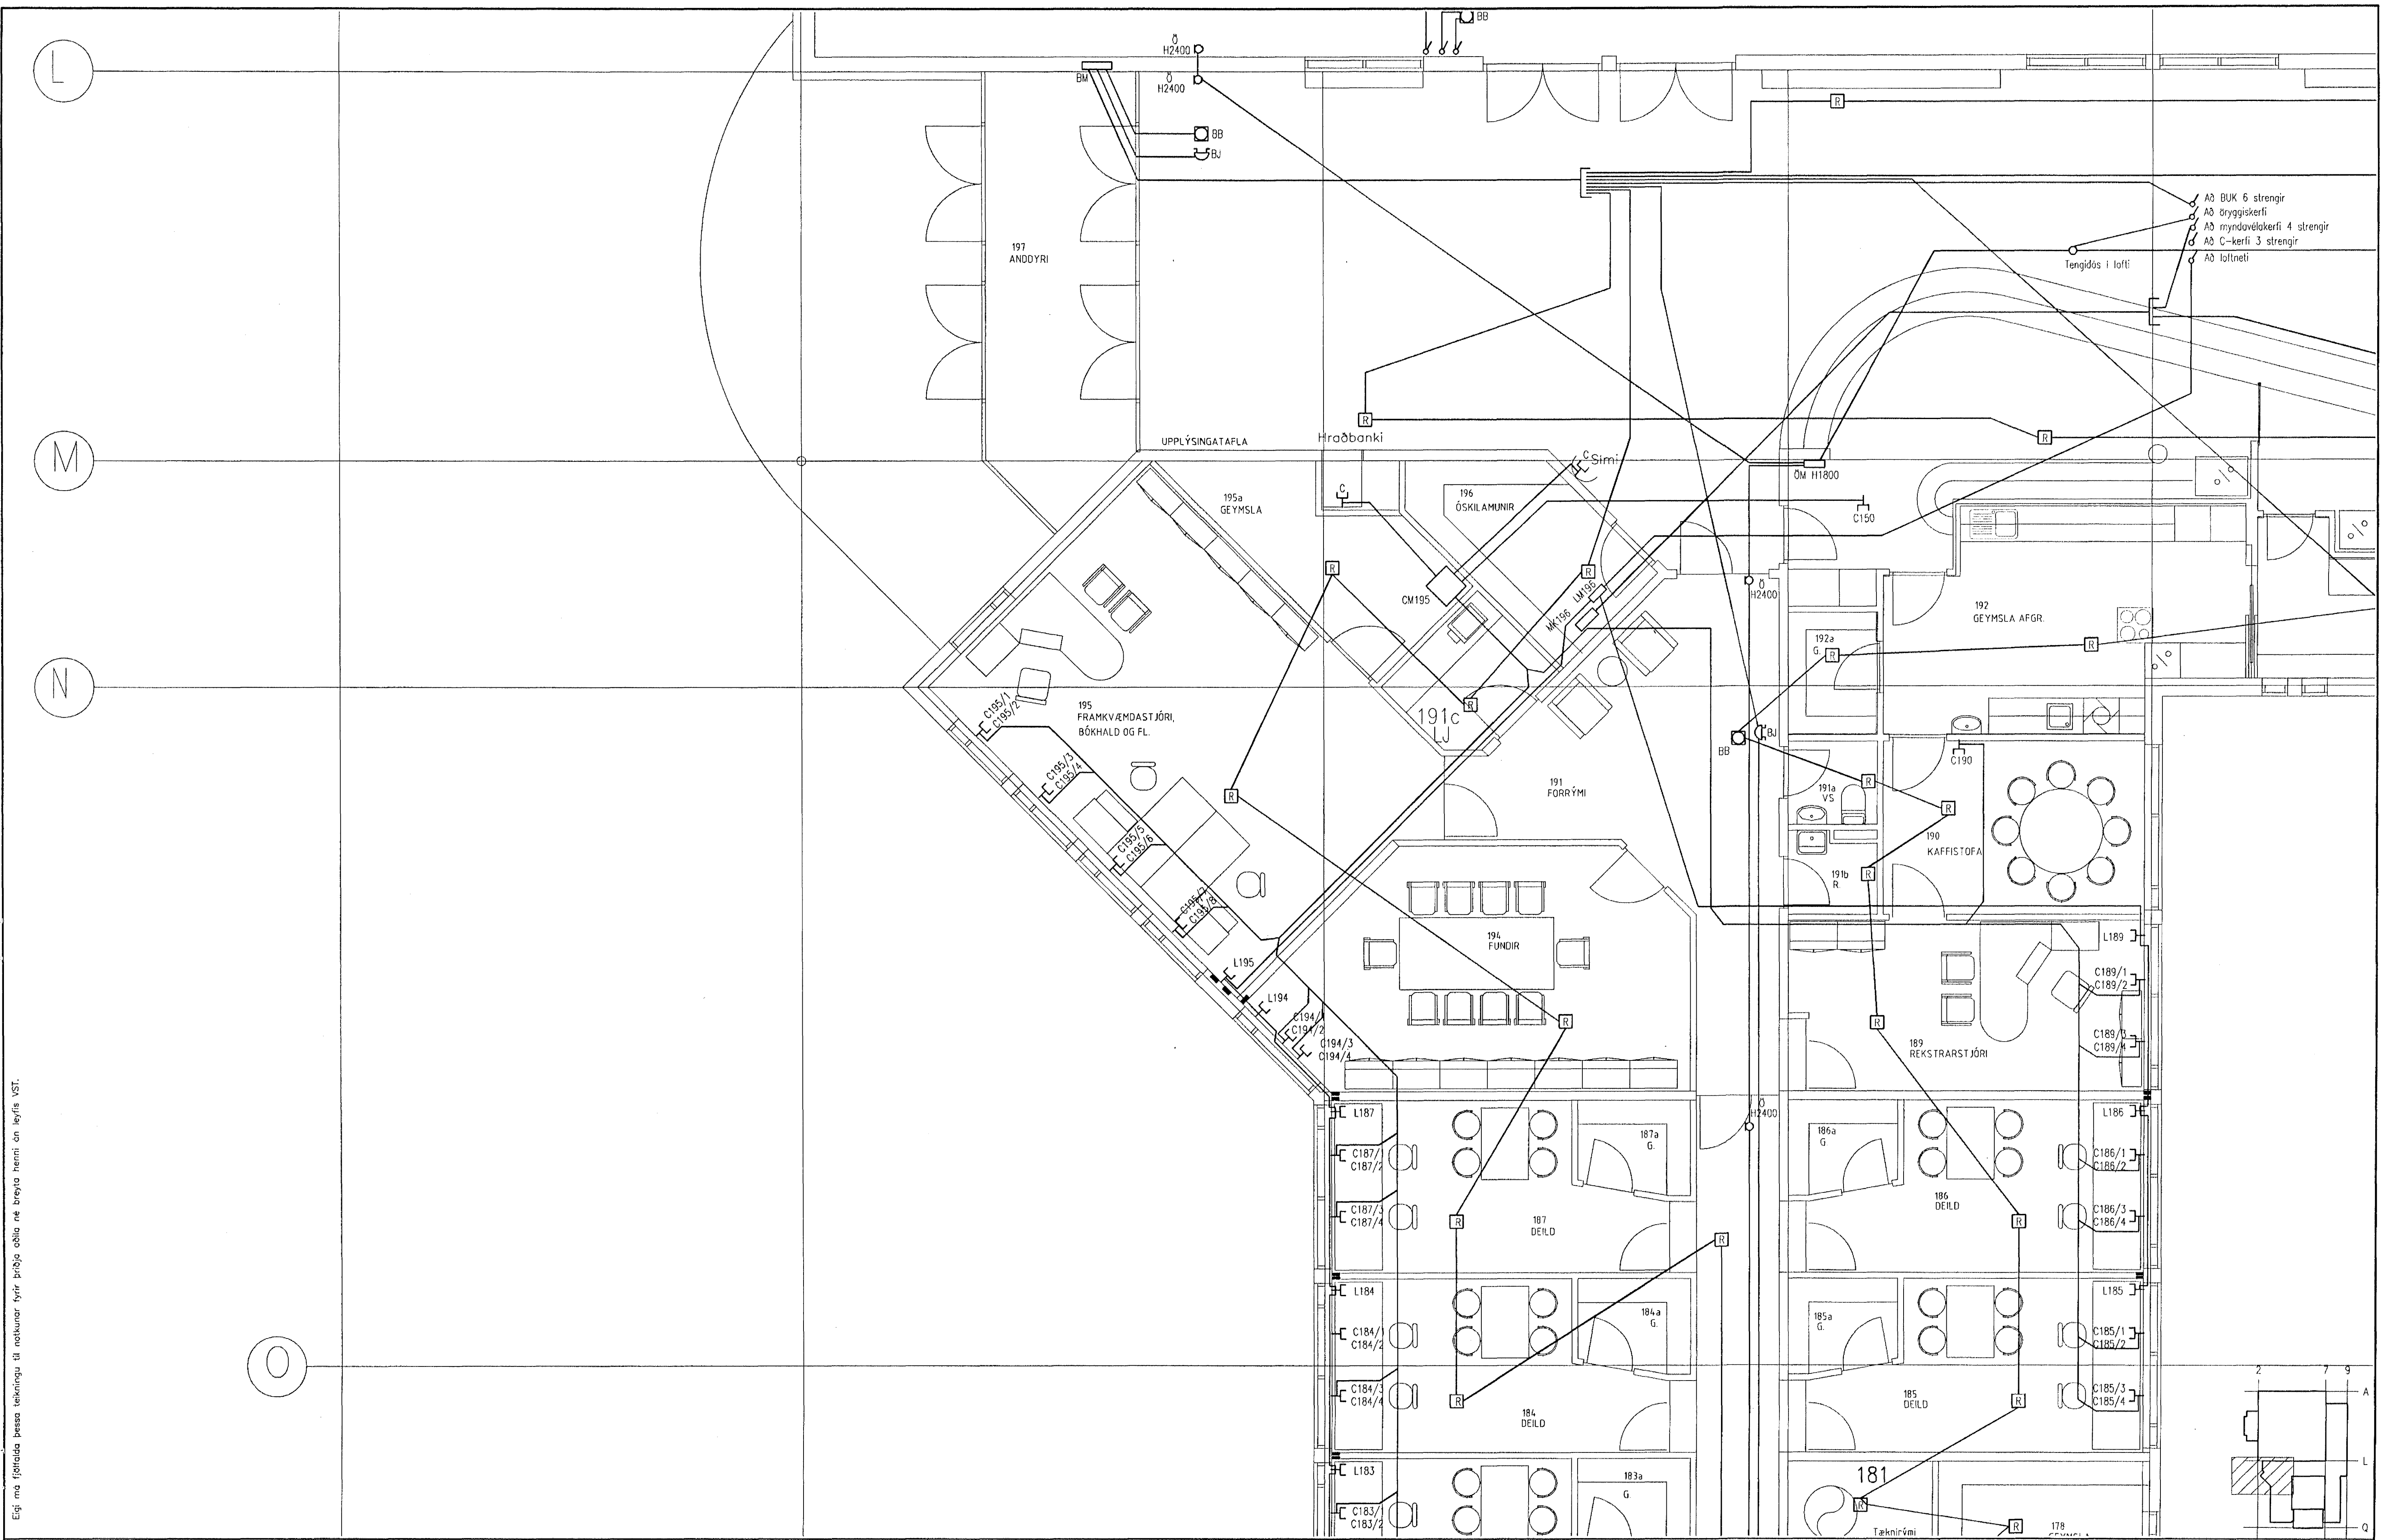 L
M
N
O
Ö
H2400
Ö
H2400
BM
BB
BB
BJ
197
ANDDYRI
R
Að BUK 6 strengir
Að öryggiskerfi
Að myndavélakerfi 4 strengir
Að C-kerfi 3 strengir
Að loftneti
Tengidós í lofti
UPPLÝSINGATAFLA
R
Hraðbanki
R
C
Sími
ÖM H1800
195a
GEYMSLA
C
196
ÓSKILAMUNIR
C150
R
CM195
R
LM196
MK196
Ö
H2400
192
GEYMSLA AFGR.
192a
G.
R
R
195
FRAMKVÆMDASTJÓRI,
BÓKHALD OG FL.
C195/1
C195/2
C195/3
C195/4
C195/5
C195/6
C195/7
C195/8
R
R
191c
LJ
191
FORRÝMI
BB
BJ
C190
R
191a
VS
R
190
KAFFISTOFA
191b
R.
R
194
FUNDIR
L195
L194
C194/1
C194/2
C194/3
C194/4
R
L189
C189/1
C189/2
C189/3
C189/4
R
189
REKSTRARSTJÓRI
Ö
H2400
L187
C187/1
C187/2
C187/3
C187/4
187a
G.
R
187
DEILD
R
186a
G
186
DEILD
R
L186
C186/1
C186/2
C186/3
C186/4
L184
C184/1
C184/2
C184/3
C184/4
184a
G.
R
184
DEILD
185a
G.
185
DEILD
R
L185
C185/1
C185/2
C185/3
C185/4
L183
C183/1
C183/2
183a
G
181
R
Tæknirými
R
178
GEYMSLA
2 7 9
A
L
Q
Eigi má fjölfalda þessa teikningu til notkunar fyrir þriðja aðila né breyta henni án leyfis VST.